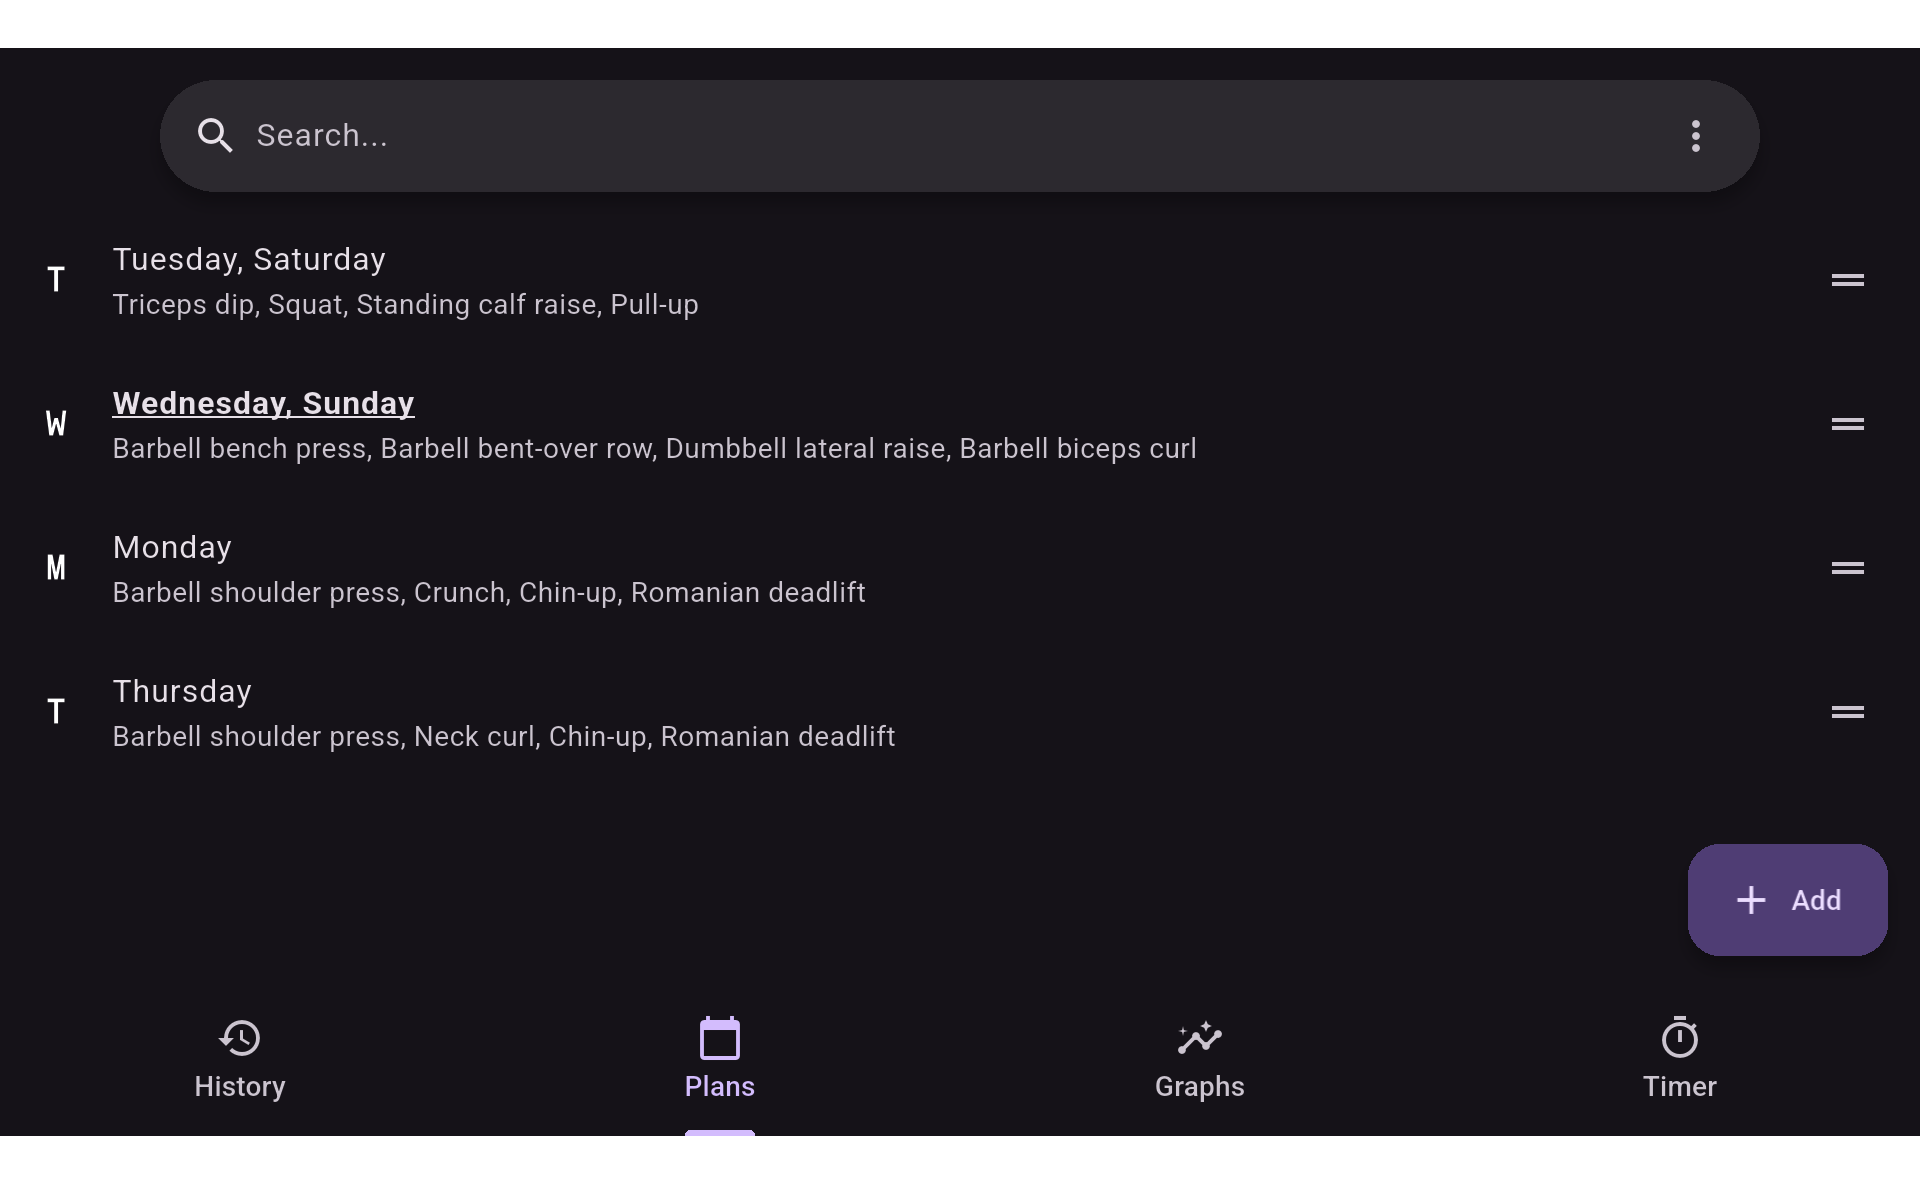 Search...
T
Tuesday, Saturday
Triceps dip, Squat, Standing calf raise, Pull-up
W
Wednesday, Sunday
Barbell bench press, Barbell bent-over row, Dumbbell lateral raise, Barbell biceps curl
M
Monday
Barbell shoulder press, Crunch, Chin-up, Romanian deadlift
T
Thursday
Barbell shoulder press, Neck curl, Chin-up, Romanian deadlift
Add
History
Plans
Graphs
Timer